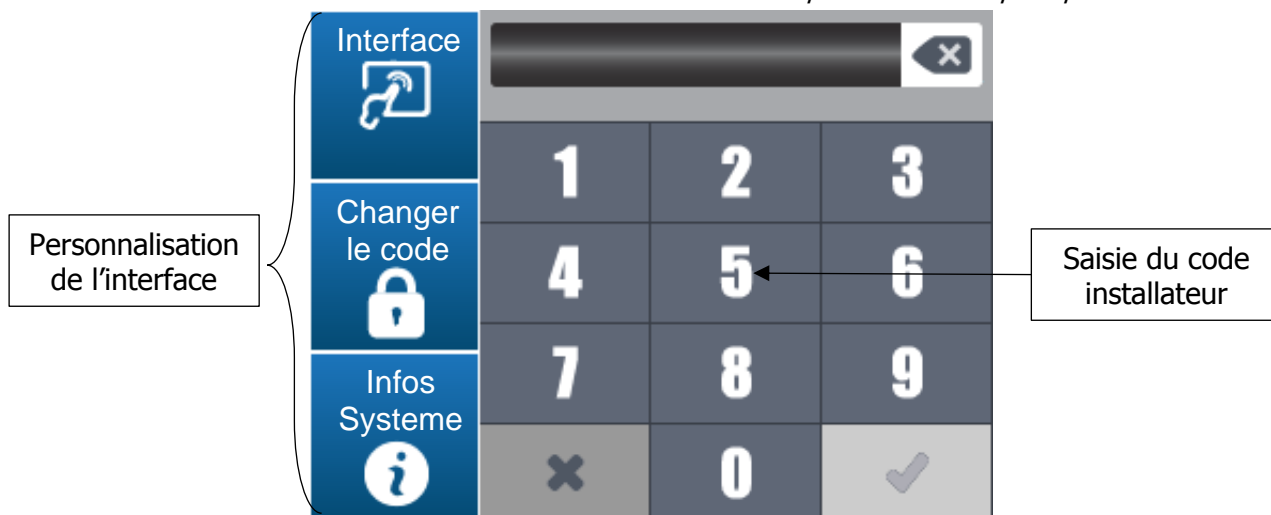 Interface
Changer
le code
Infos
Systeme
Personnalisation
de l'interface
1 2 3
4 5 6
7 8 9
0
Saisie du code
installateur